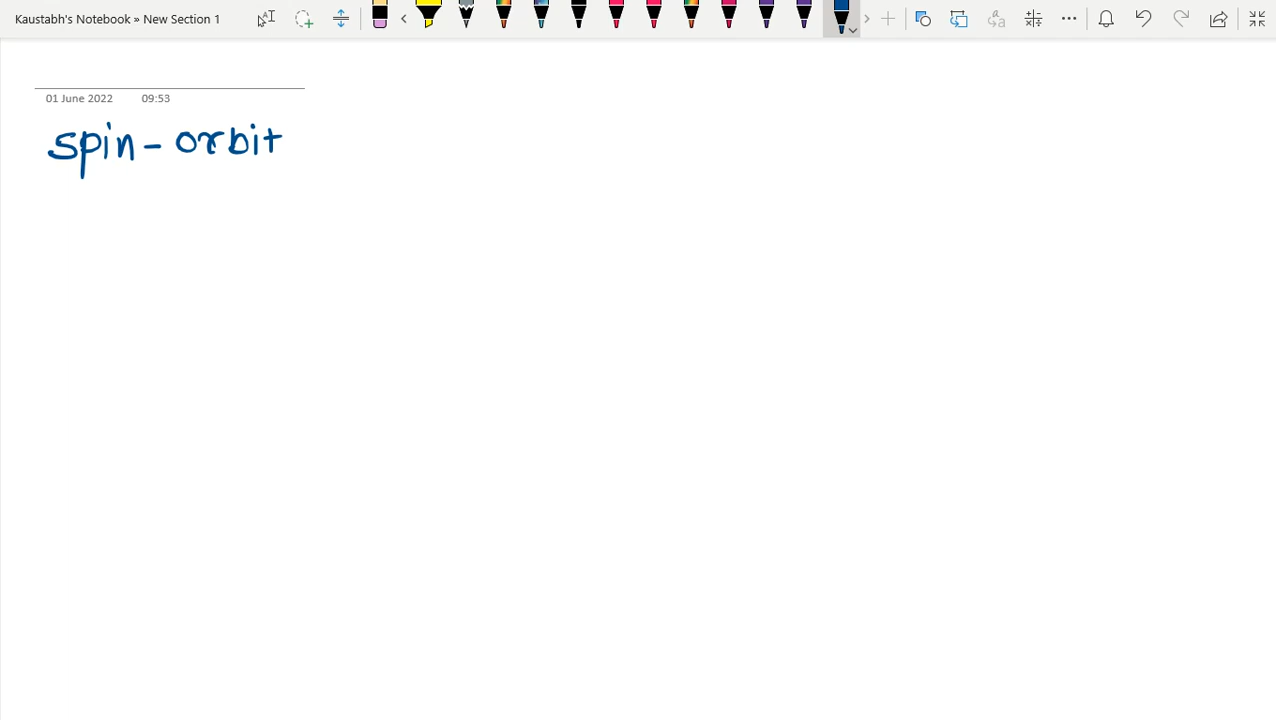 Kaustabh's Notebook » New Section 1
01 June 2022 09:53
spin - orbit